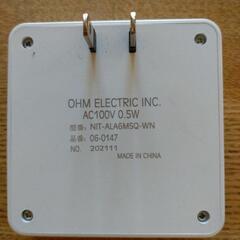 OHM ELECTRIC INC.
AC100V 0.5W
型番: NIT-ALA6MSQ-WN
品番: 06-0147
NO. 202111
MADE IN CHINA